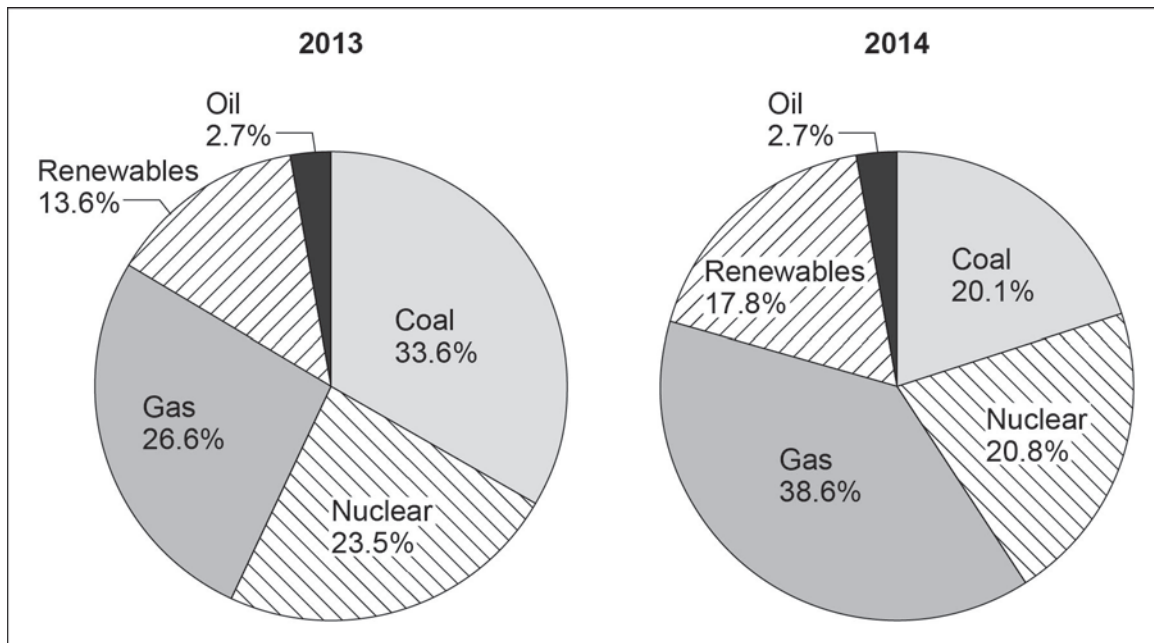 2013
Oil
2.7%
Renewables
13.6%
Coal
33.6%
Gas
26.6%
Nuclear
23.5%
2014
Oil
2.7%
Coal
20.1%
Renewables
17.8%
Nuclear
20.8%
Gas
38.6%